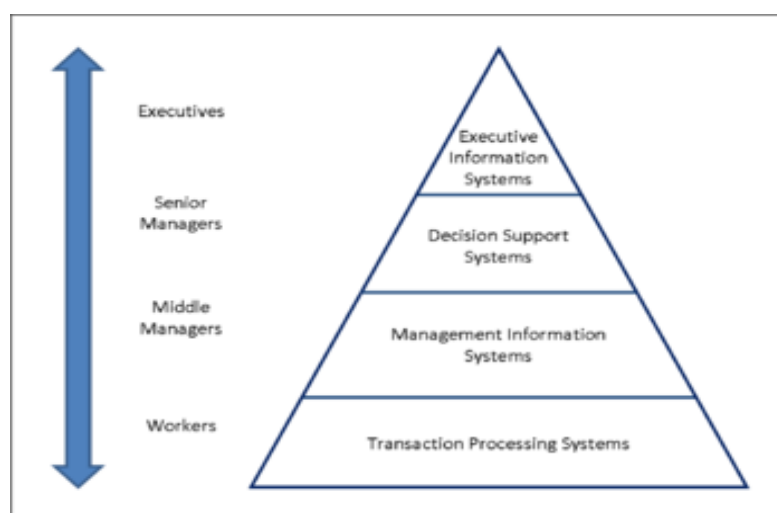 Executives
Senior
Managers
Middle
Managers
Workers
Executive
Information
Systems
Decision Support
Systems
Management Information
Systems
Transaction Processing Systems